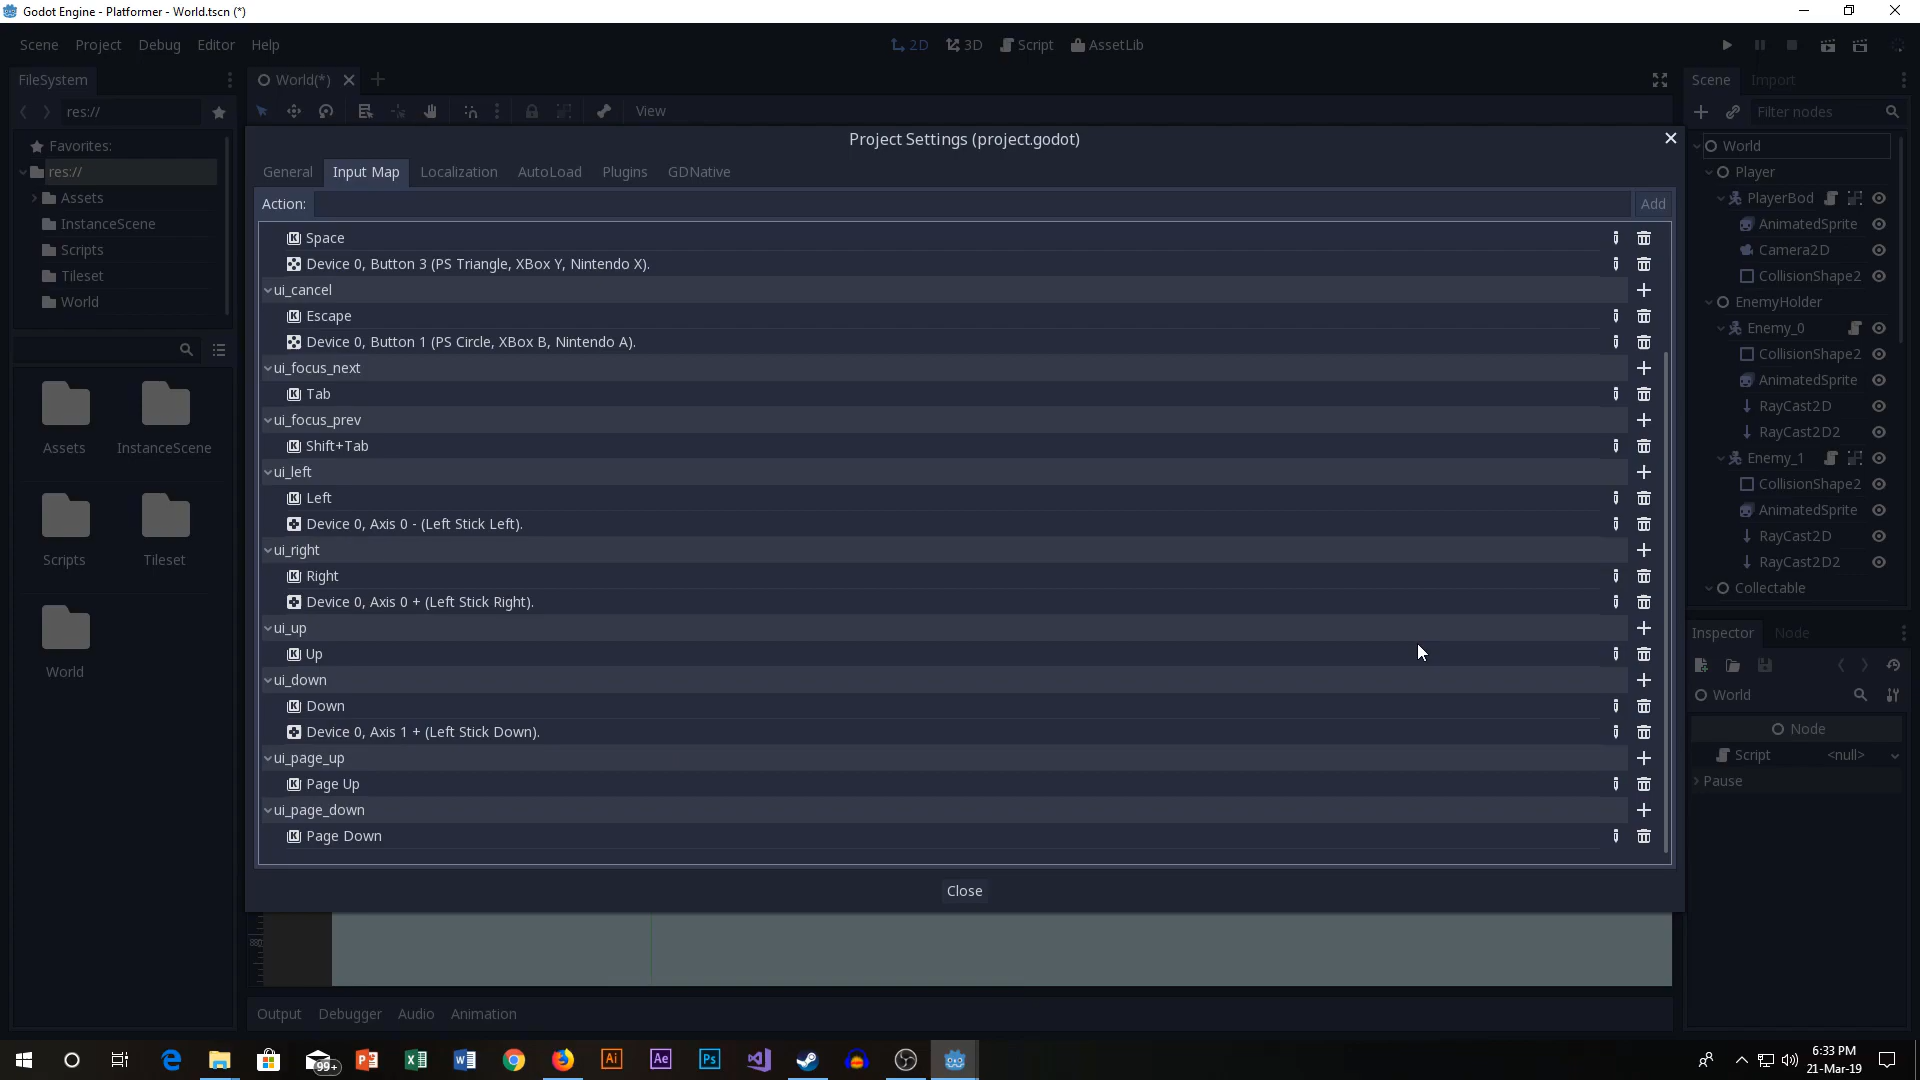 Godot Engine - Platformer - World.tscn (*)
Scene Project Debug Editor Help
2D 3D Script AssetLib
FileSystem
World(*)
Scene Import
res://
View
Filter nodes
Project Settings (project.godot)
Favorites:
res://
Assets
InstanceScene
Scripts
Tileset
World
Assets
InstanceScene
Scripts
Tileset
World
General Input Map Localization AutoLoad Plugins GDNative
Action:
Add
Space
Device 0, Button 3 (PS Triangle, XBox Y, Nintendo X).
ui_cancel
Escape
Device 0, Button 1 (PS Circle, XBox B, Nintendo A).
ui_focus_next
Tab
ui_focus_prev
Shift+Tab
ui_left
Left
Device 0, Axis 0 - (Left Stick Left).
ui_right
Right
Device 0, Axis 0 + (Left Stick Right).
ui_up
Up
ui_down
Down
Device 0, Axis 1 + (Left Stick Down).
ui_page_up
Page Up
ui_page_down
Page Down
Close
World
Player
PlayerBod
AnimatedSprite
Camera2D
CollisionShape2
EnemyHolder
Enemy_0
CollisionShape2
AnimatedSprite
RayCast2D
RayCast2D2
Enemy_1
CollisionShape2
AnimatedSprite
RayCast2D
RayCast2D2
Collectable
Inspector Node
World
Node
Script <null>
Pause
Output Debugger Audio Animation
99+
6:33 PM
21-Mar-19